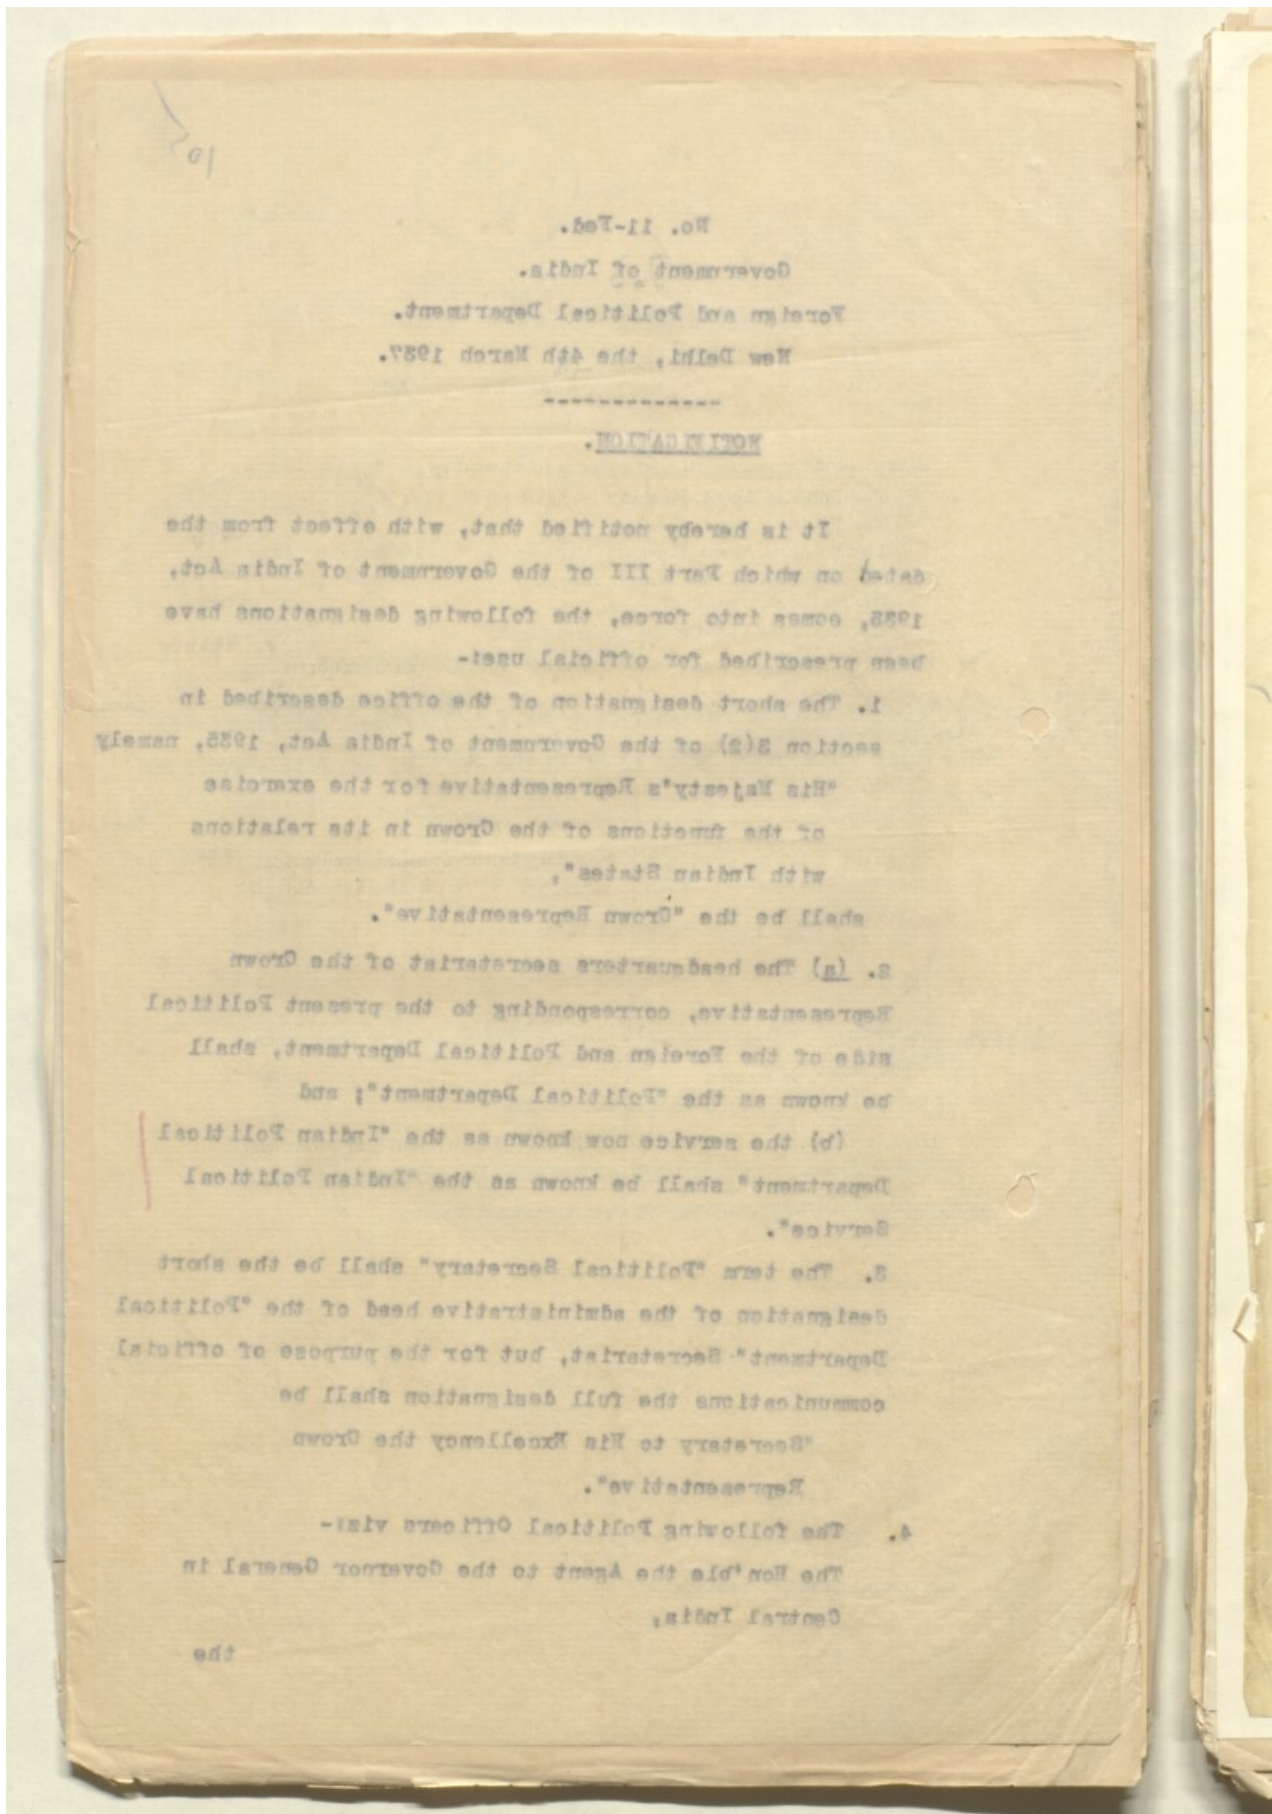 102
No. 11-Fed.
Government of India.
Foreign and Political Department.
New Delhi, the 4th March 1937.
-------------
NOTIFICATION.
It is hereby notified that, with effect from the
dated on which Part III of the Government of India Act,
1935, comes into force, the following designations have
been prescribed for official use:-
1. The short designation of the office described in
section 3(2) of the Government of India Act, 1935, namely
"His Majesty's Representative for the exercise
of the functions of the Crown in its relations
with Indian States",
shall be the "Crown Representative".
2. (a) The headquarters secretariat of the Crown
Representative, corresponding to the present Political
side of the Foreign and Political Department, shall
be known as the "Political Department"; and
(b) the service now known as the "Indian Political
Department" shall be known as the "Indian Political
Service".
3. The term "Political Secretary" shall be the short
designation of the administrative head of the "Political
Department" Secretariat, but for the purpose of official
communications the full designation shall be
"Secretary to His Excellency the Crown
Representative".
4. The following Political Officers viz:-
The Hon'ble the Agent to the Governor General in
Central India,
the